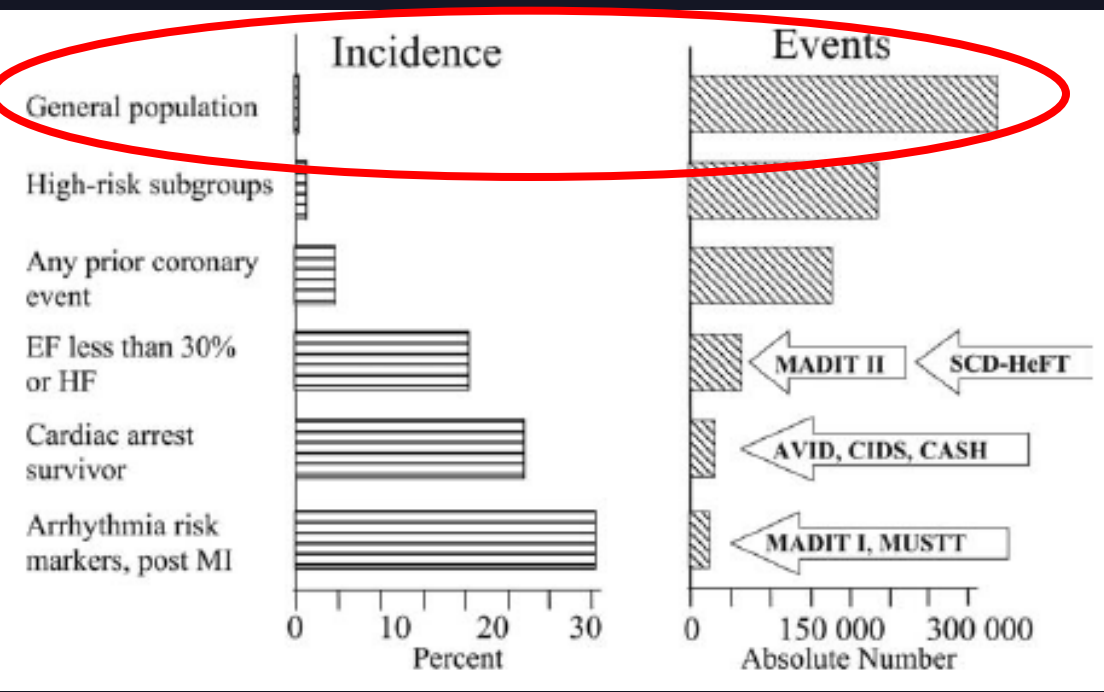 Incidence
Events
General population
High-risk subgroups
Any prior coronary
event
EF less than 30%
or HF
MADIT II
SCD-HeFT
Cardiac arrest
survivor
AVID, CIDS, CASH
Arrhythmia risk
markers, post MI
MADIT I, MUSTT
0 10 20 30
Percent
0 150 000 300 000
Absolute Number